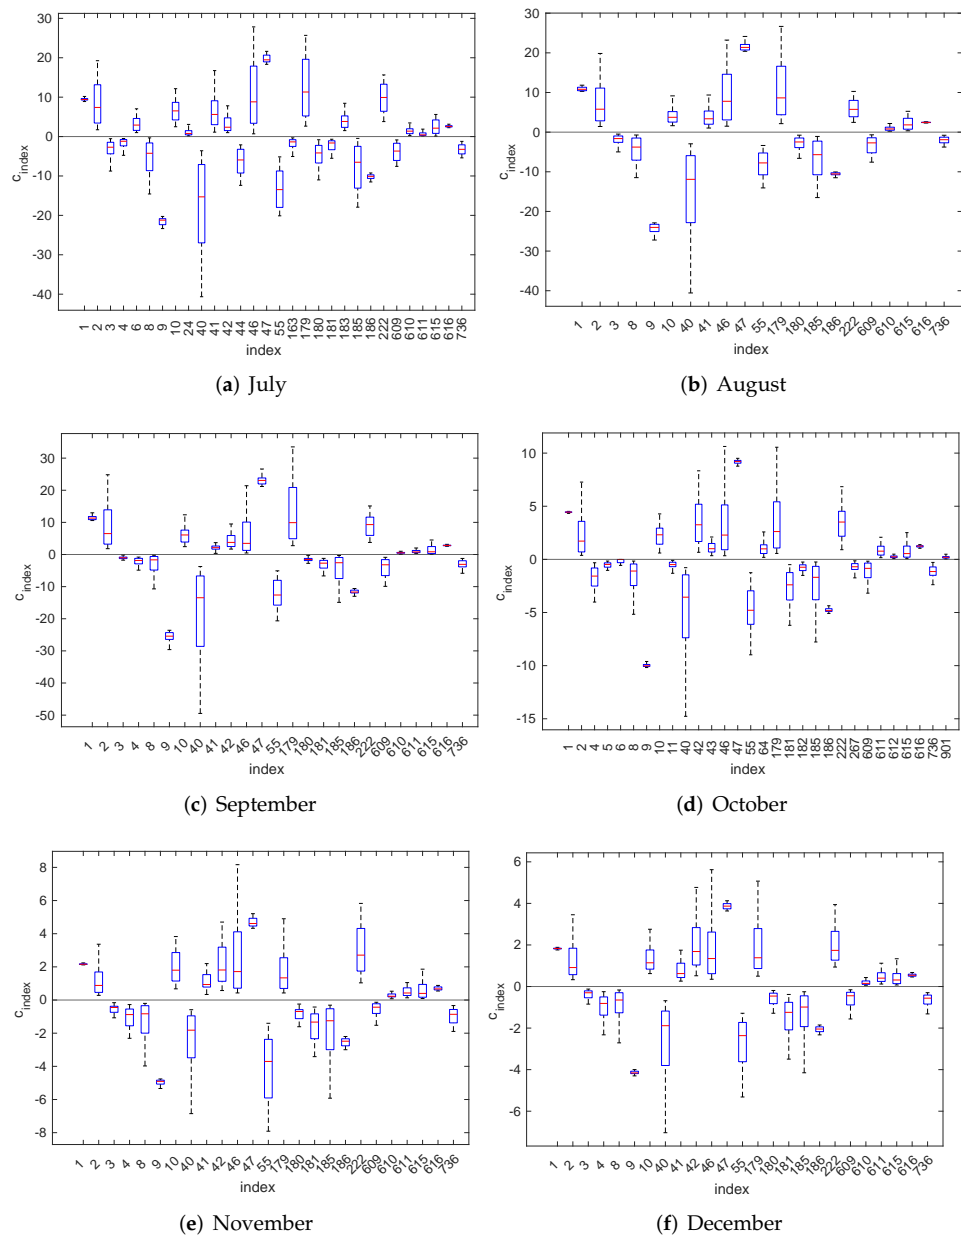 30
20
10
0
-10
-20
-30
-40
c_index
1 2 3 4 6 8 9 10 24 40 41 42 44 46 47 55 163 179 180 181 183 185 186 222 609 610 611 615 616 736
index
(a) July
30
20
10
0
-10
-20
-30
-40
c_index
1 2 3 8 9 10 40 41 46 47 55 179 180 185 186 222 609 610 615 616 736
index
(b) August
30
20
10
0
-10
-20
-30
-40
-50
c_index
1 2 3 4 8 9 10 40 41 42 46 47 55 179 180 181 185 186 222 609 610 611 615 616 736
index
(c) September
10
5
0
-5
-10
-15
c_index
1 2 4 5 6 8 9 10 11 40 42 43 46 47 55 64 179 181 182 185 186 222 267 609 611 612 615 616 736 901
index
(d) October
8
6
4
2
0
-2
-4
-6
-8
c_index
1 2 3 4 8 9 10 40 41 42 46 47 55 179 180 181 185 186 222 609 610 611 615 616 736
index
(e) November
6
4
2
0
-2
-4
-6
c_index
1 2 3 4 8 9 10 40 41 42 46 47 55 179 180 181 185 186 222 609 610 611 615 616 736
index
(f) December